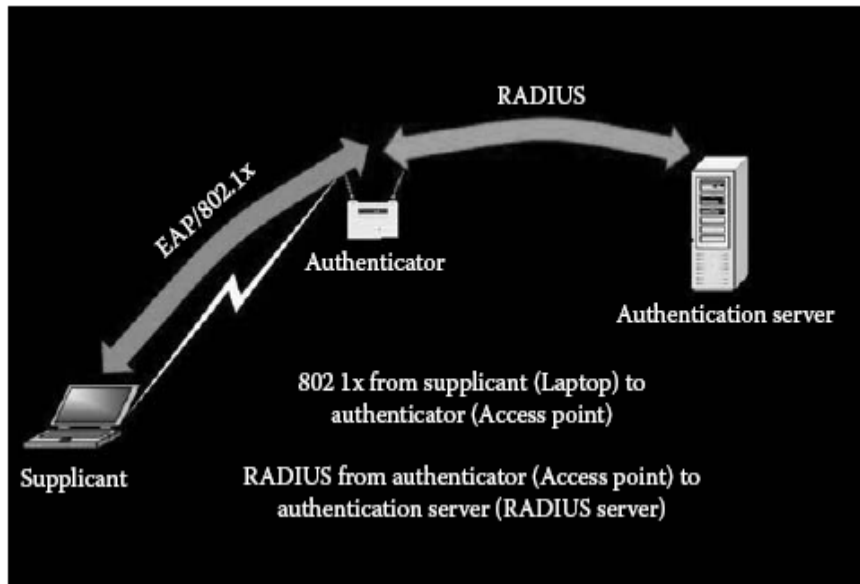 RADIUS
EAP/802.1x
Authenticator
Authentication server
802 1x from supplicant (Laptop) to
authenticator (Access point)
Supplicant
RADIUS from authenticator (Access point) to
authentication server (RADIUS server)